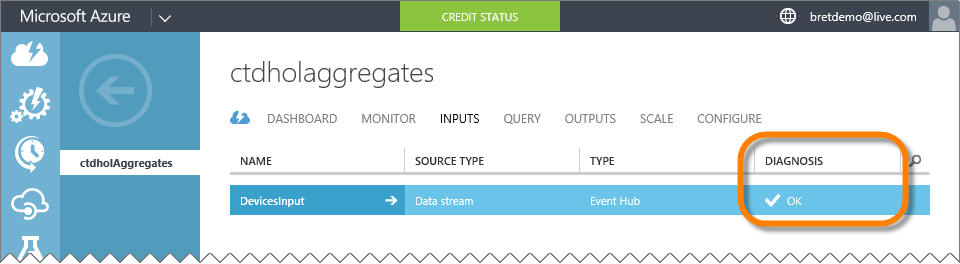 Microsoft Azure CREDIT STATUS bretdemo@live.com
ctdholaggregates
DASHBOARD MONITOR INPUTS QUERY OUTPUTS SCALE CONFIGURE
ctdholAggregates
NAME SOURCE TYPE TYPE DIAGNOSIS
DevicesInput Data stream Event Hub OK